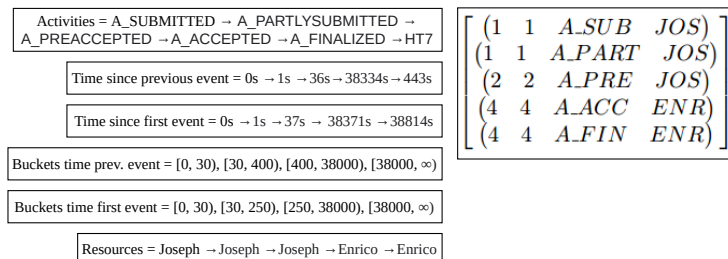 Activities = A_SUBMITTED → A_PARTLYSUBMITTED →
A_PREACCEPTED →A_ACCEPTED →A_FINALIZED →HT7
Time since previous event = 0s →1s →36s→38334s→443s
Time since first event = 0s →1s →37s → 38371s →38814s
Buckets time prev. event = [0, 30), [30, 400), [400, 38000), [38000, ∞)
Buckets time first event = [0, 30), [30, 250), [250, 38000), [38000, ∞)
Resources = Joseph →Joseph →Joseph →Enrico →Enrico
(1 1 A_SUB JOS)
(1 1 A_PART JOS)
(2 2 A_PRE JOS)
(4 4 A_ACC ENR)
(4 4 A_FIN ENR)